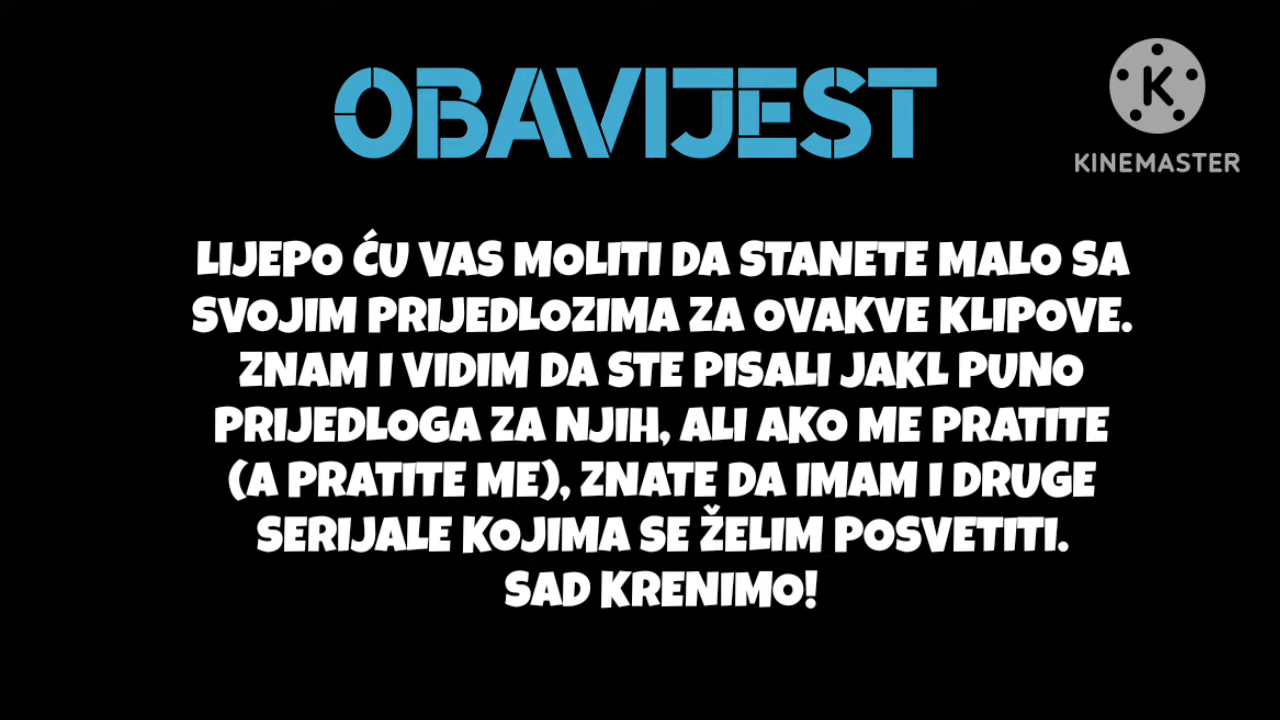 OBAVIJEST
KINEMASTER
LIJEPO ĆU VAS MOLITI DA STANETE MALO SA
SVOJIM PRIJEDLOZIMA ZA OVAKVE KLIPOVE.
ZNAM I VIDIM DA STE PISALI JAKL PUNO
PRIJEDLOGA ZA NJIH, ALI AKO ME PRATITE
(A PRATITE ME), ZNATE DA IMAM I DRUGE
SERIJALE KOJIMA SE ŽELIM POSVETITI.
SAD KRENIMO!